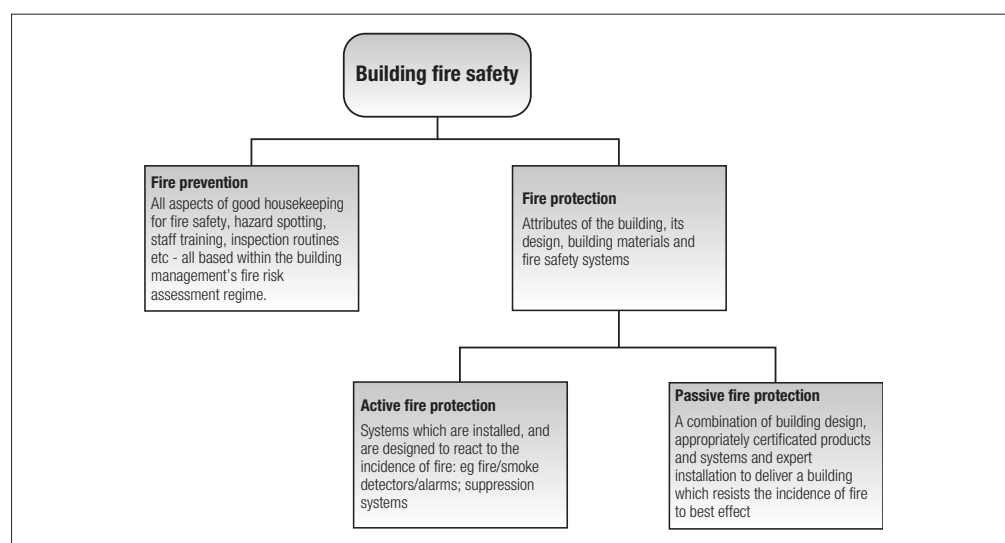 Building fire safety
Fire prevention
All aspects of good housekeeping
for fire safety, hazard spotting,
staff training, inspection routines
etc - all based within the building
management's fire risk
assessment regime.
Fire protection
Attributes of the building, its
design, building materials and
fire safety systems
Active fire protection
Systems which are installed, and
are designed to react to the
incidence of fire: eg fire/smoke
detectors/alarms; suppression
systems
Passive fire protection
A combination of building design,
appropriately certificated products
and systems and expert
installation to deliver a building
which resists the incidence of fire
to best effect